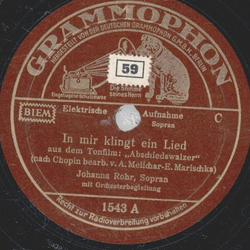 GRAMMOPHON
HERGESTELLT VON DER DEUTSCHEN GRAMMOPHON G.M.B.H. BERLIN
59
Die Stimme
seines Herrn
BIEM
Elektrische Aufnahme
Sopran
C
In mir klingt ein Lied
aus dem Tonfilm: „Abschiedswalzer"
(nach Chopin bearb. v. A. Melichar-E. Marischka)
Johanna Rohr, Sopran
mit Orchesterbegleitung
1543 A
Recht zur Radioverbreitung vorbehalten